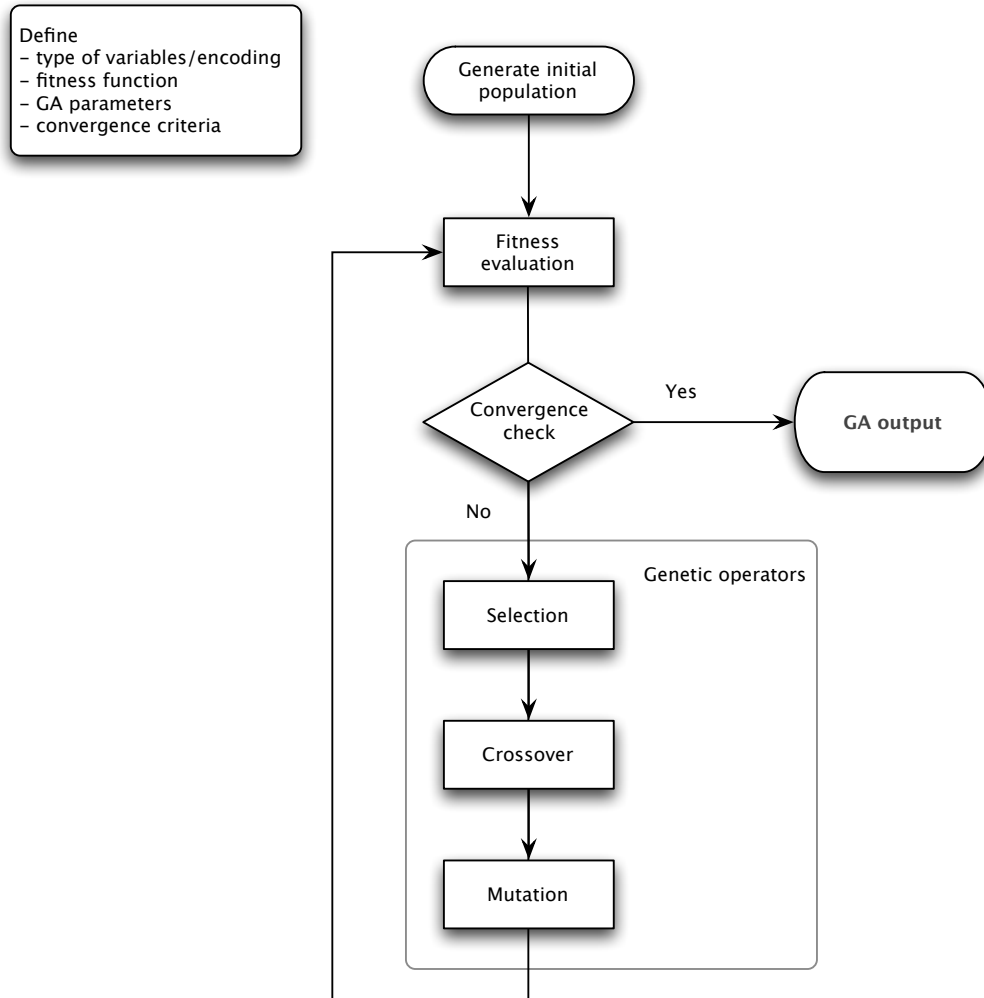 Define
– type of variables/encoding
– fitness function
– GA parameters
– convergence criteria
Generate initial
population
Fitness
evaluation
Convergence
check
Yes
GA output
No
Genetic operators
Selection
Crossover
Mutation